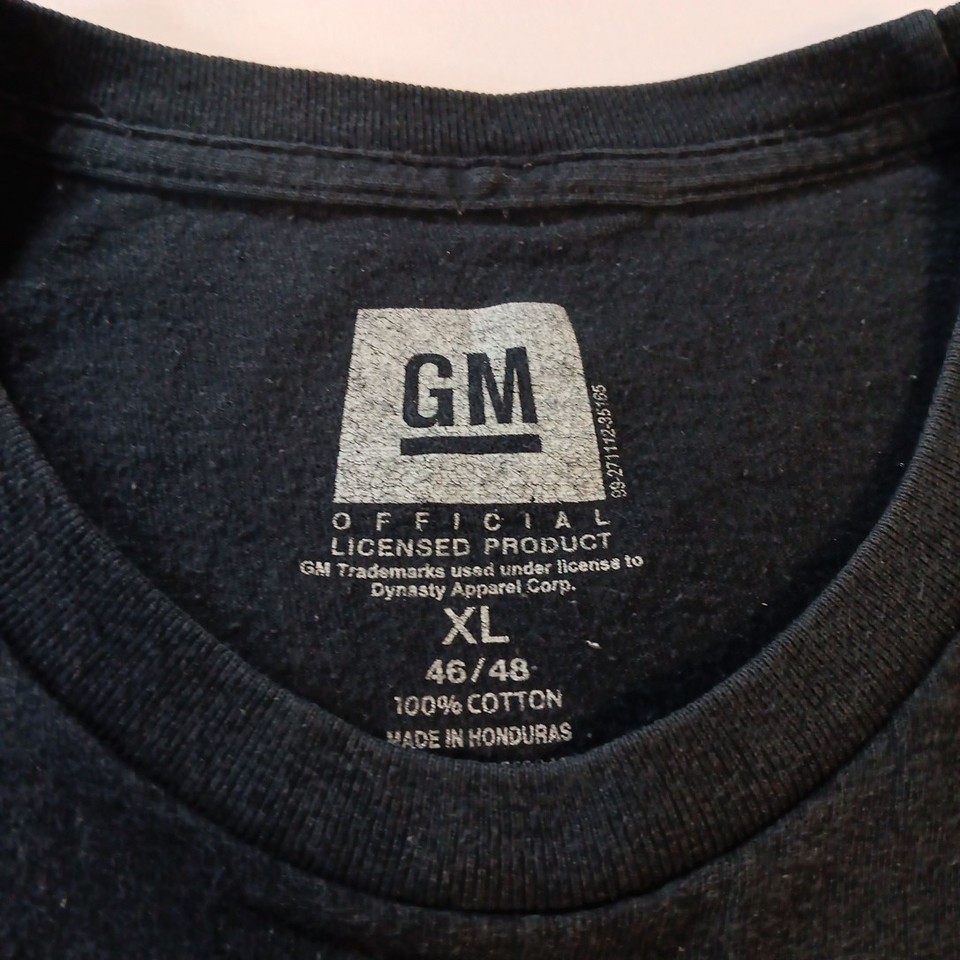 GM
99-271112-35165
OFFICIAL
LICENSED PRODUCT
GM Trademarks used under license to
Dynasty Apparel Corp.
XL
46/48
100% COTTON
MADE IN HONDURAS